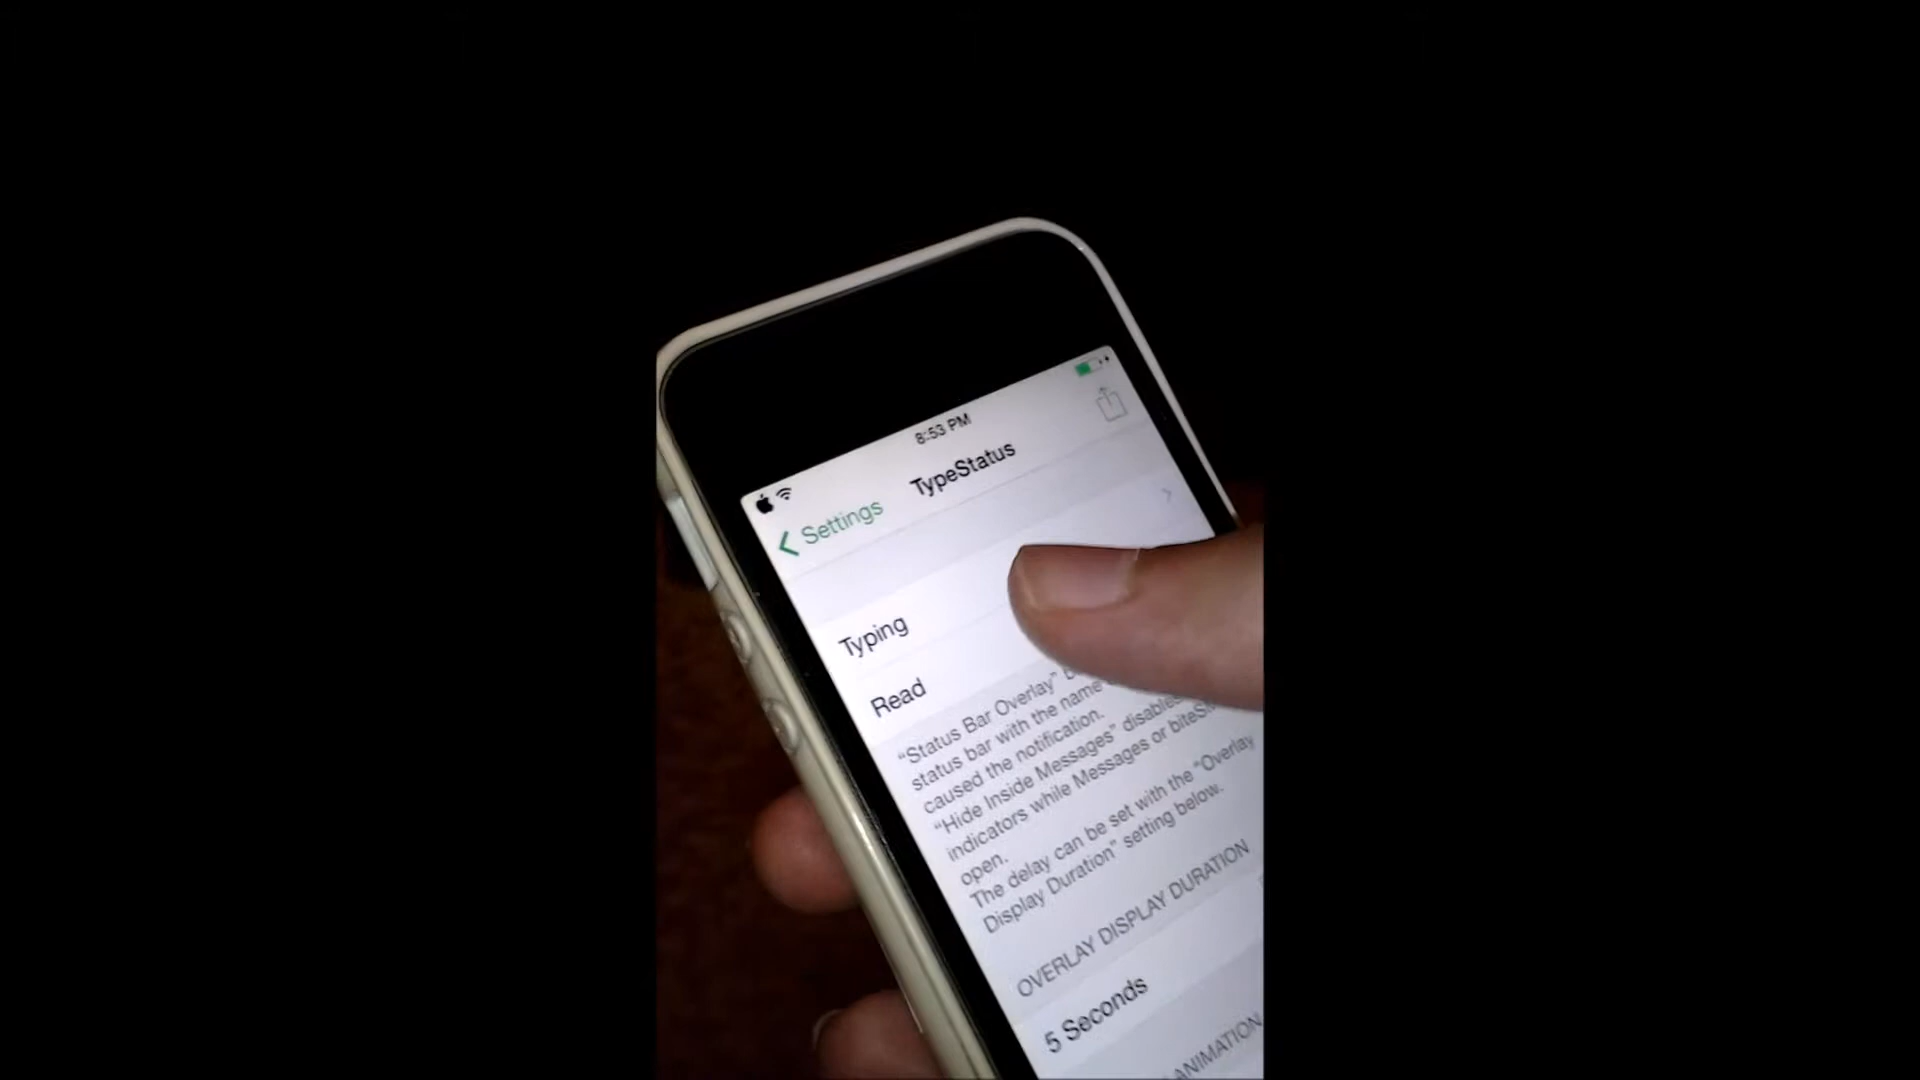 8:53 PM
Settings
TypeStatus
Typing
Read
“Status Bar Overlay”
status bar with the name
caused the notification.
“Hide Inside Messages” disables
indicators while Messages or
open.
The delay can be set with the “Overlay
Display Duration” setting below.
OVERLAY DISPLAY DURATION
5 Seconds
ANIMATION